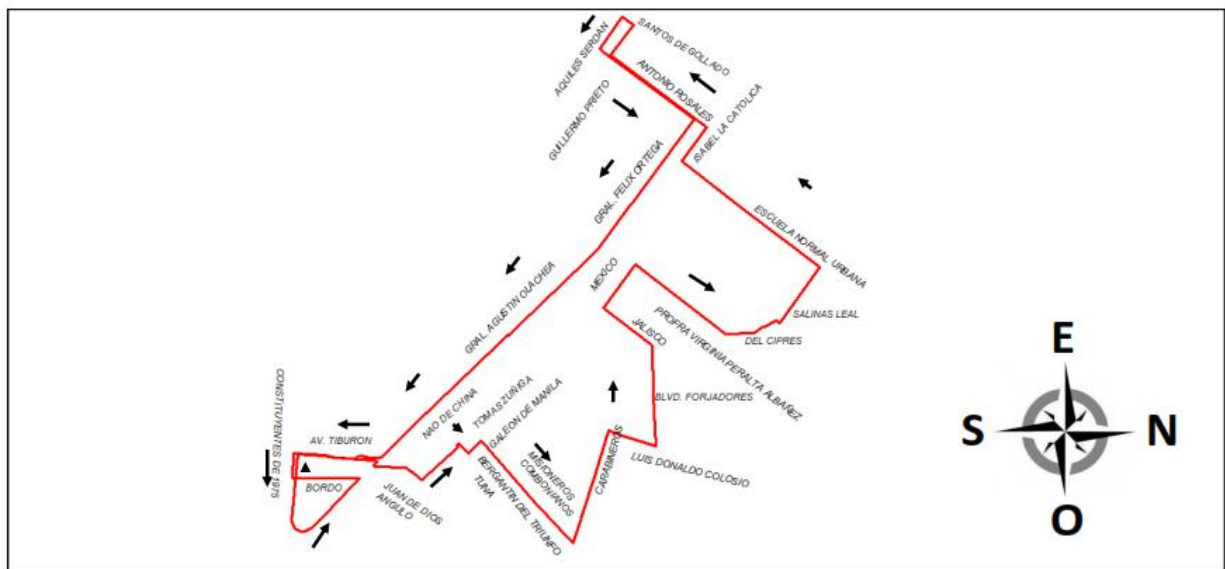 SANTOS DE GOLLADO
AQUILES SERDAN
ANTONIO ROSALES
GUILLERMO PRIETO
ISABEL LA CATOLICA
GRAL. FELIX ORTEGA
ESCUELA NORMAL URBANA
MEXICO
GRAL. AGUSTIN OLACHEA
SALINAS LEAL
PROFRA VIRGINIA PERALTA ALBAÑEZ
DEL CIPRES
JALISCO
E
S
N
O
CONSTITUYENTES DE 1975
NAO DE CHINA
TOMAS ZUÑIGA
GALEON DE MANILA
BLVD. FORJADORES
AV. TIBURON
MISIONEROS
COMBONIANOS
CARABINEROS
LUIS DONALDO COLOSIO
BORDO
JUAN DE DIOS
ANGULO
BERGANTIN DEL TRIUNFO
TUNA